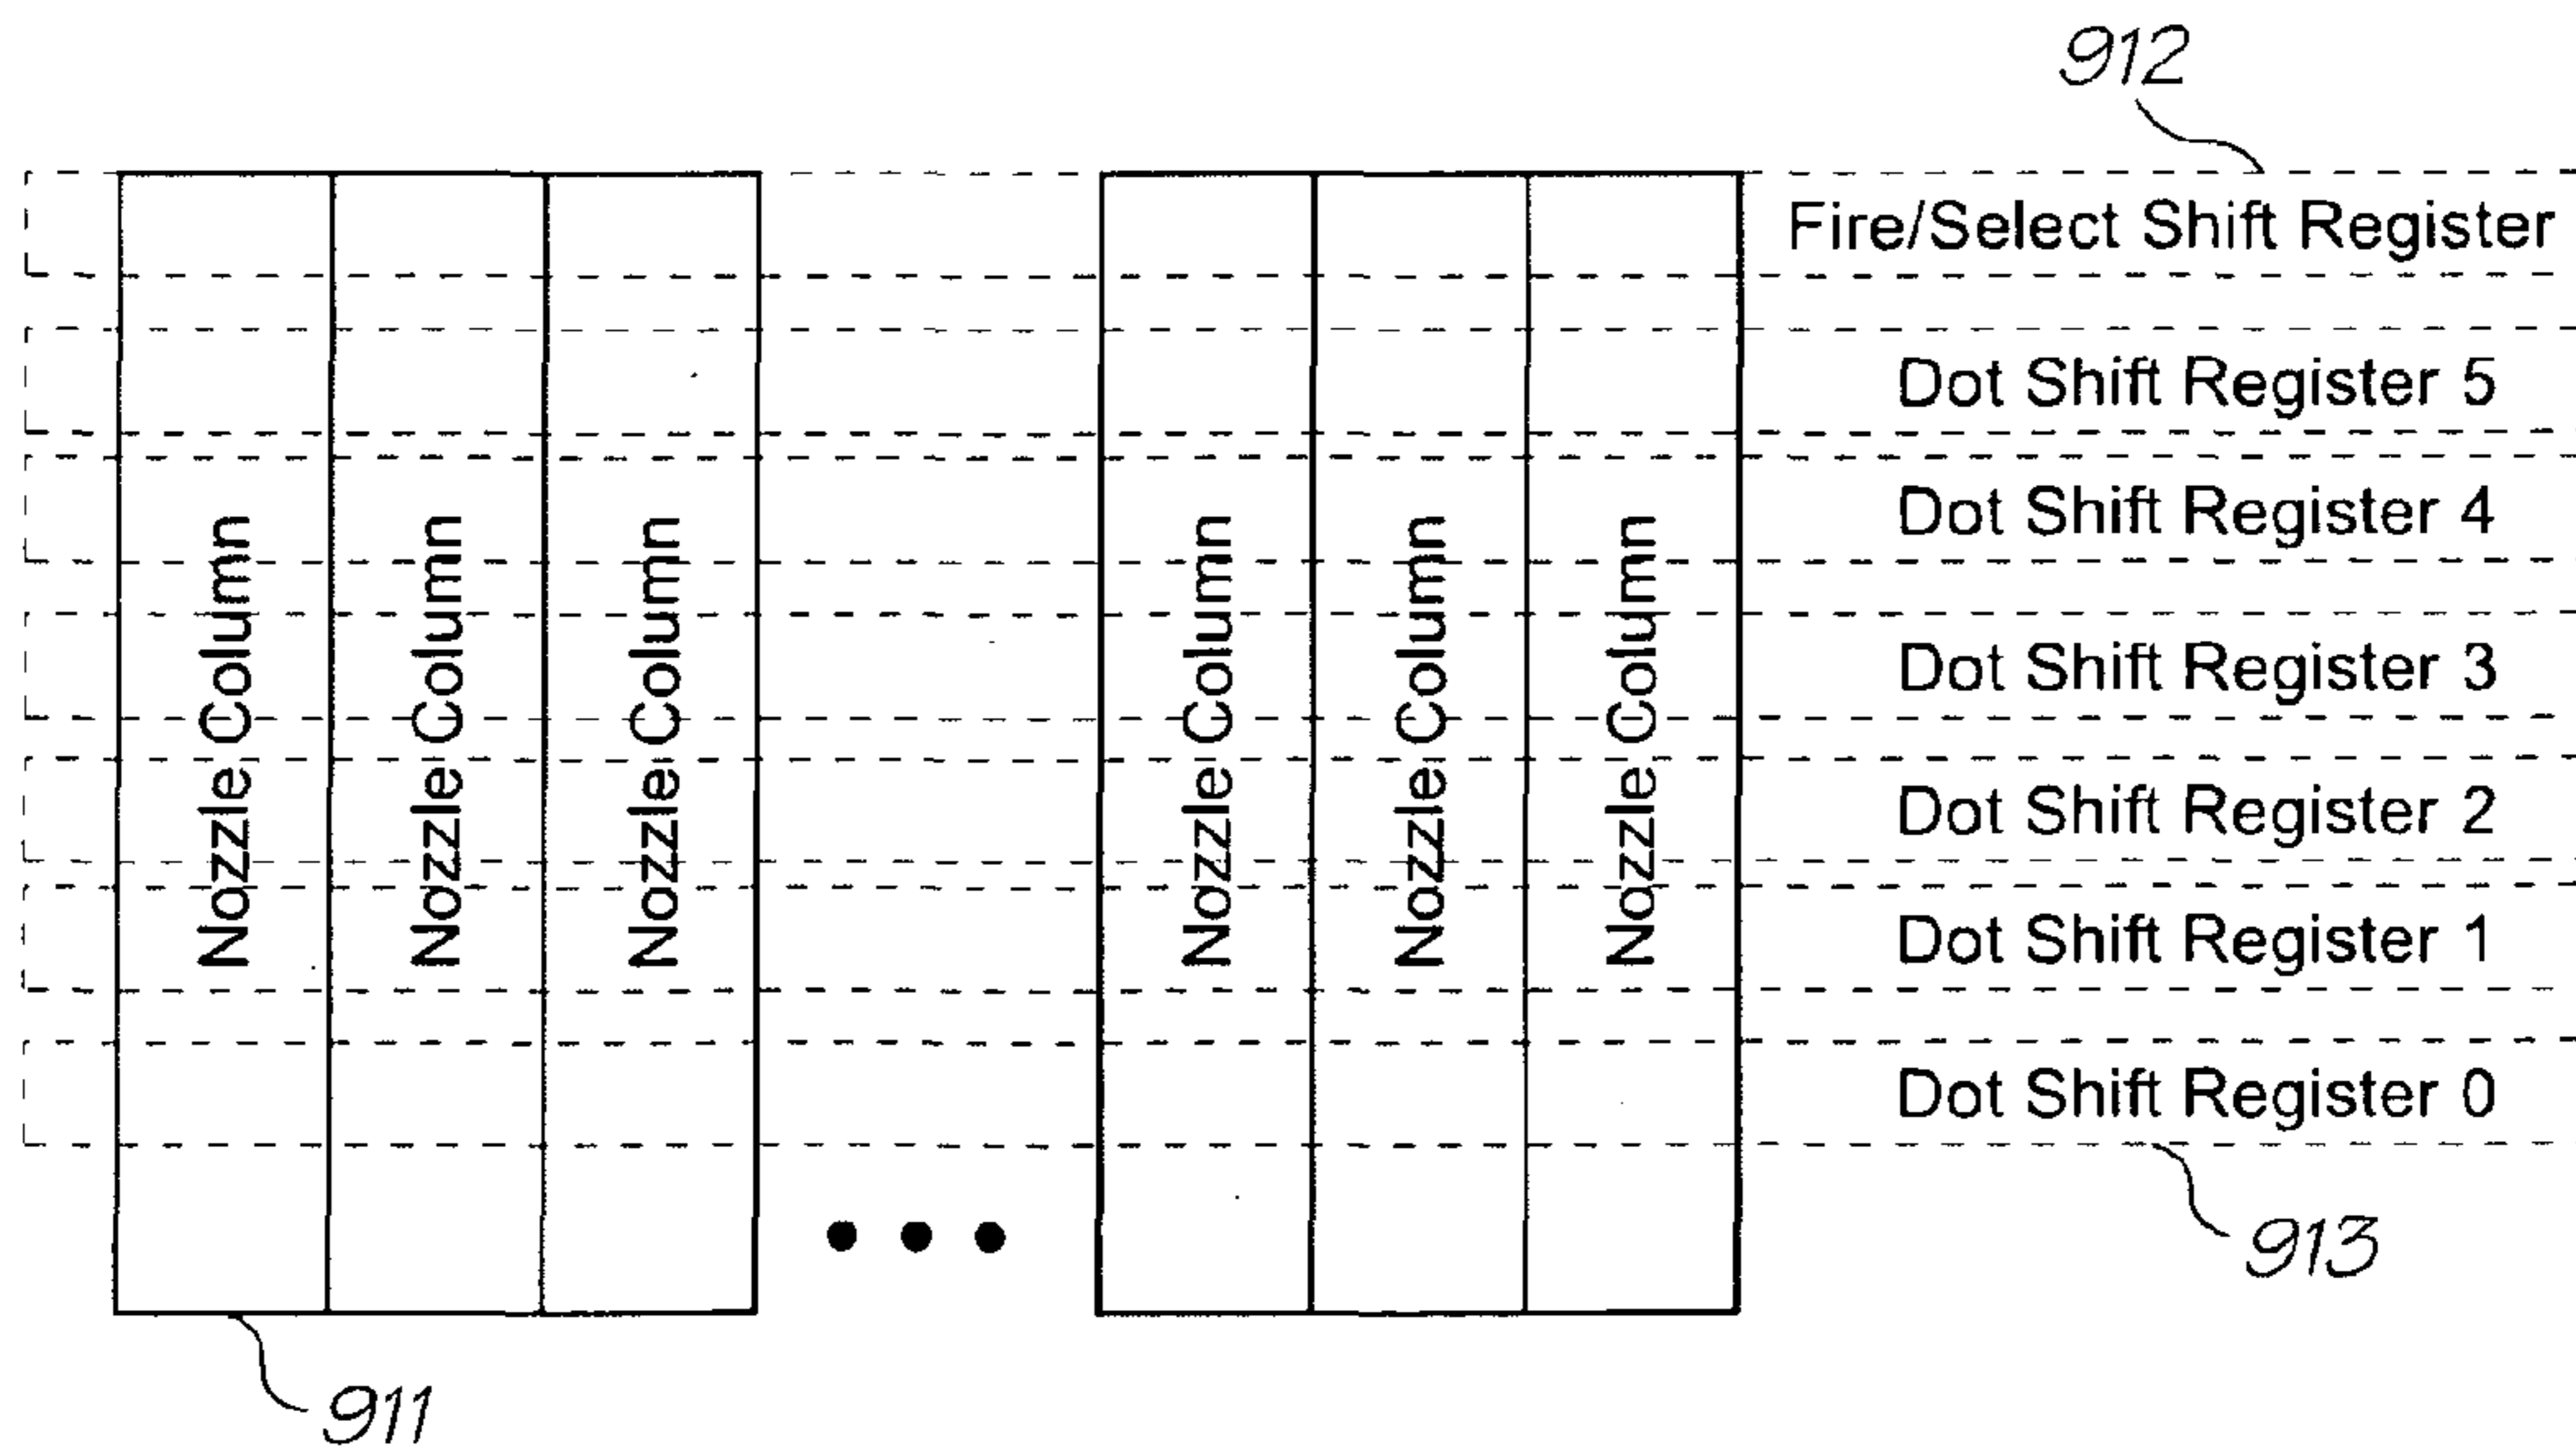 912
Fire/Select Shift Register
Dot Shift Register 5
Dot Shift Register 4
Dot Shift Register 3
Dot Shift Register 2
Dot Shift Register 1
Dot Shift Register 0
Nozzle Column
Nozzle Column
Nozzle Column
Nozzle Column
Nozzle Column
Nozzle Column
913
911